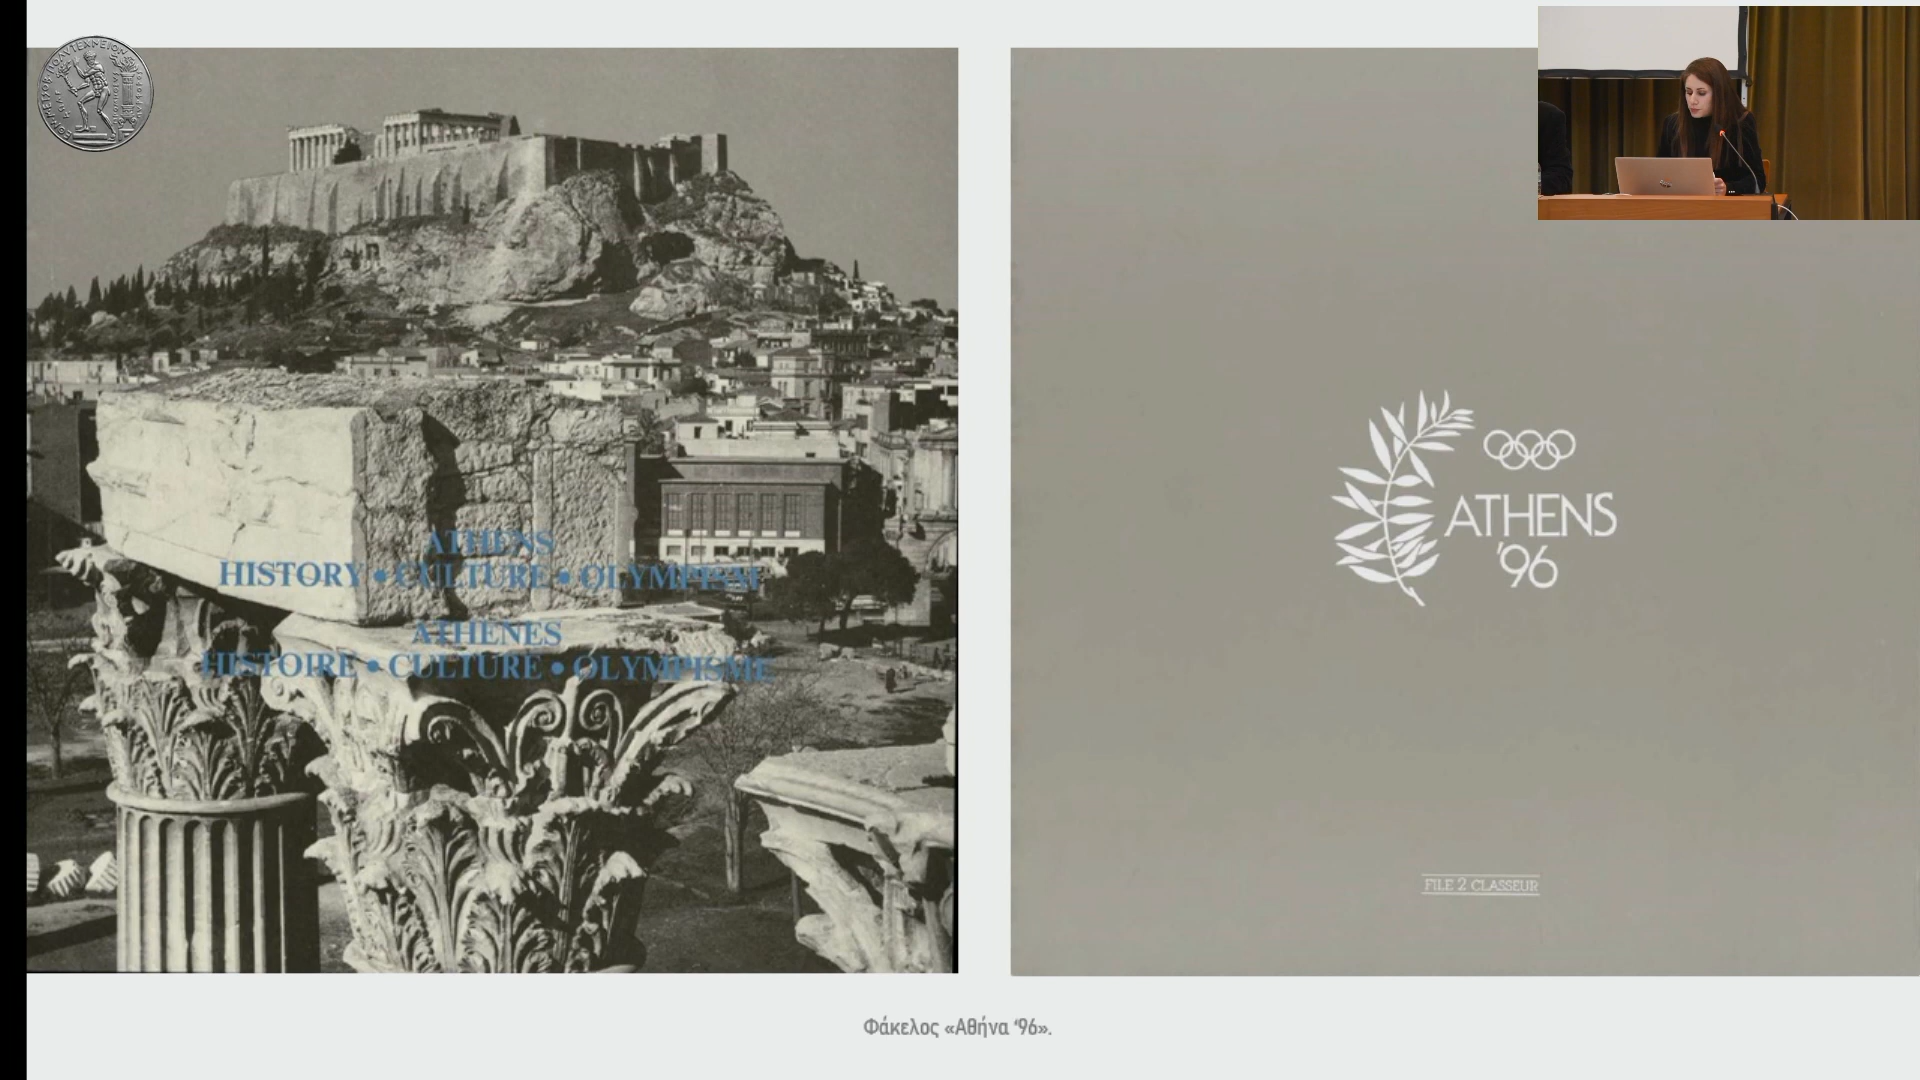 ATHENS
HISTORY • CULTURE • OLYMPISM
ATHENES
HISTOIRE • CULTURE • OLYMPISME
ATHENS
'96
FILE 2 CLASSEUR
Φάκελος «Αθήνα '96».